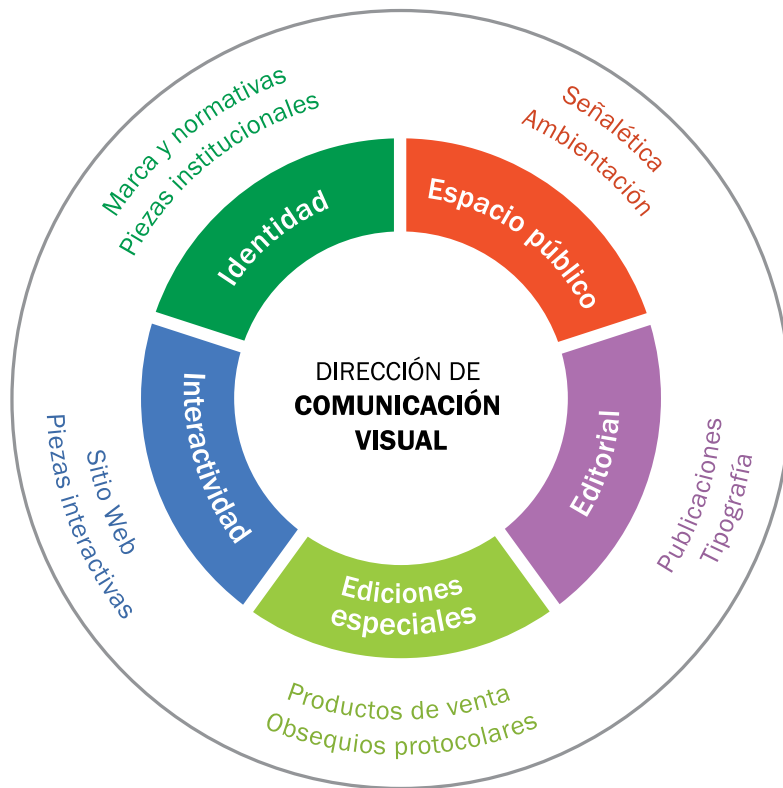 Marca y normativas
Piezas institucionales
Señalética
Ambientación
Identidad
Espacio público
DIRECCIÓN DE
COMUNICACIÓN
VISUAL
Interactividad
Editorial
Sitio Web
Piezas interactivas
Publicaciones
Tipografía
Ediciones
especiales
Productos de venta
Obsequios protocolares